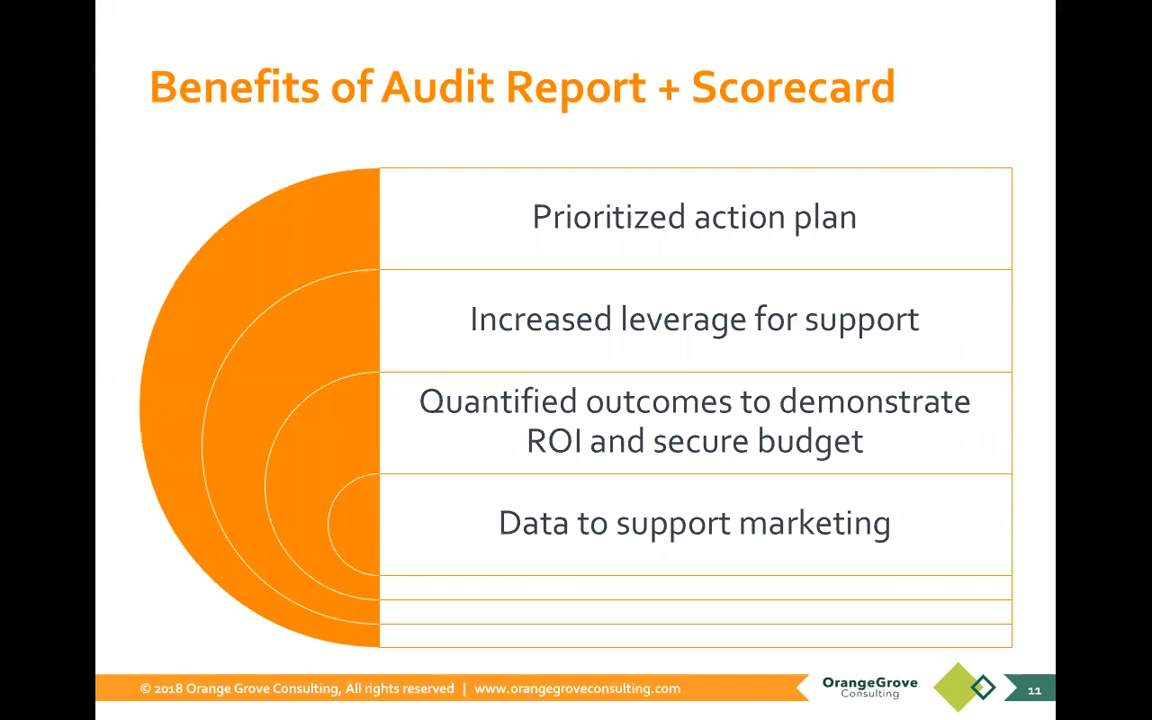 Benefits of Audit Report + Scorecard
Prioritized action plan
Increased leverage for support
Quantified outcomes to demonstrate
ROI and secure budget
Data to support marketing
© 2018 Orange Grove Consulting, All rights reserved | www.orangegroveconsulting.com
OrangeGrove
Consulting
11